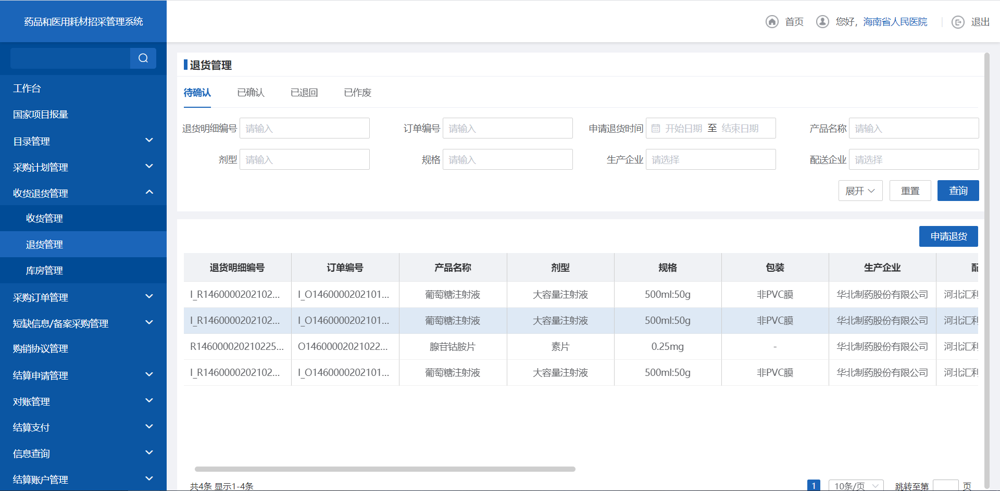 药品和医用耗材招采管理系统
首页
您好，海南省人民医院
退出
工作台
国家项目报量
目录管理
采购计划管理
收货退货管理
收货管理
退货管理
库房管理
采购订单管理
短缺信息/备案采购管理
购销协议管理
结算申请管理
对账管理
结算支付
信息查询
结算账户管理
退货管理
待确认 已确认 已退回 已作废
退货明细编号 请输入 订单编号 请输入 申请退货时间 开始日期 至 结束日期 产品名称 请输入
剂型 请输入 规格 请输入 生产企业 请选择 配送企业 请选择
展开 重置 查询
申请退货
退货明细编号 订单编号 产品名称 剂型 规格 包装 生产企业 配
I_R1460000202102... I_O1460000202101... 葡萄糖注射液 大容量注射液 500ml:50g 非PVC膜 华北制药股份有限公司 河北汇利
I_R1460000202102... I_O1460000202101... 葡萄糖注射液 大容量注射液 500ml:50g 非PVC膜 华北制药股份有限公司 河北汇利
R146000020210225... O14600002021022... 腺苷钴胺片 素片 0.25mg - 华北制药股份有限公司 河北汇利
I_R1460000202102... I_O1460000202101... 葡萄糖注射液 大容量注射液 500ml:50g 非PVC膜 华北制药股份有限公司 河北汇利
共4条 显示1-4条 1 10条/页 跳转至第 页